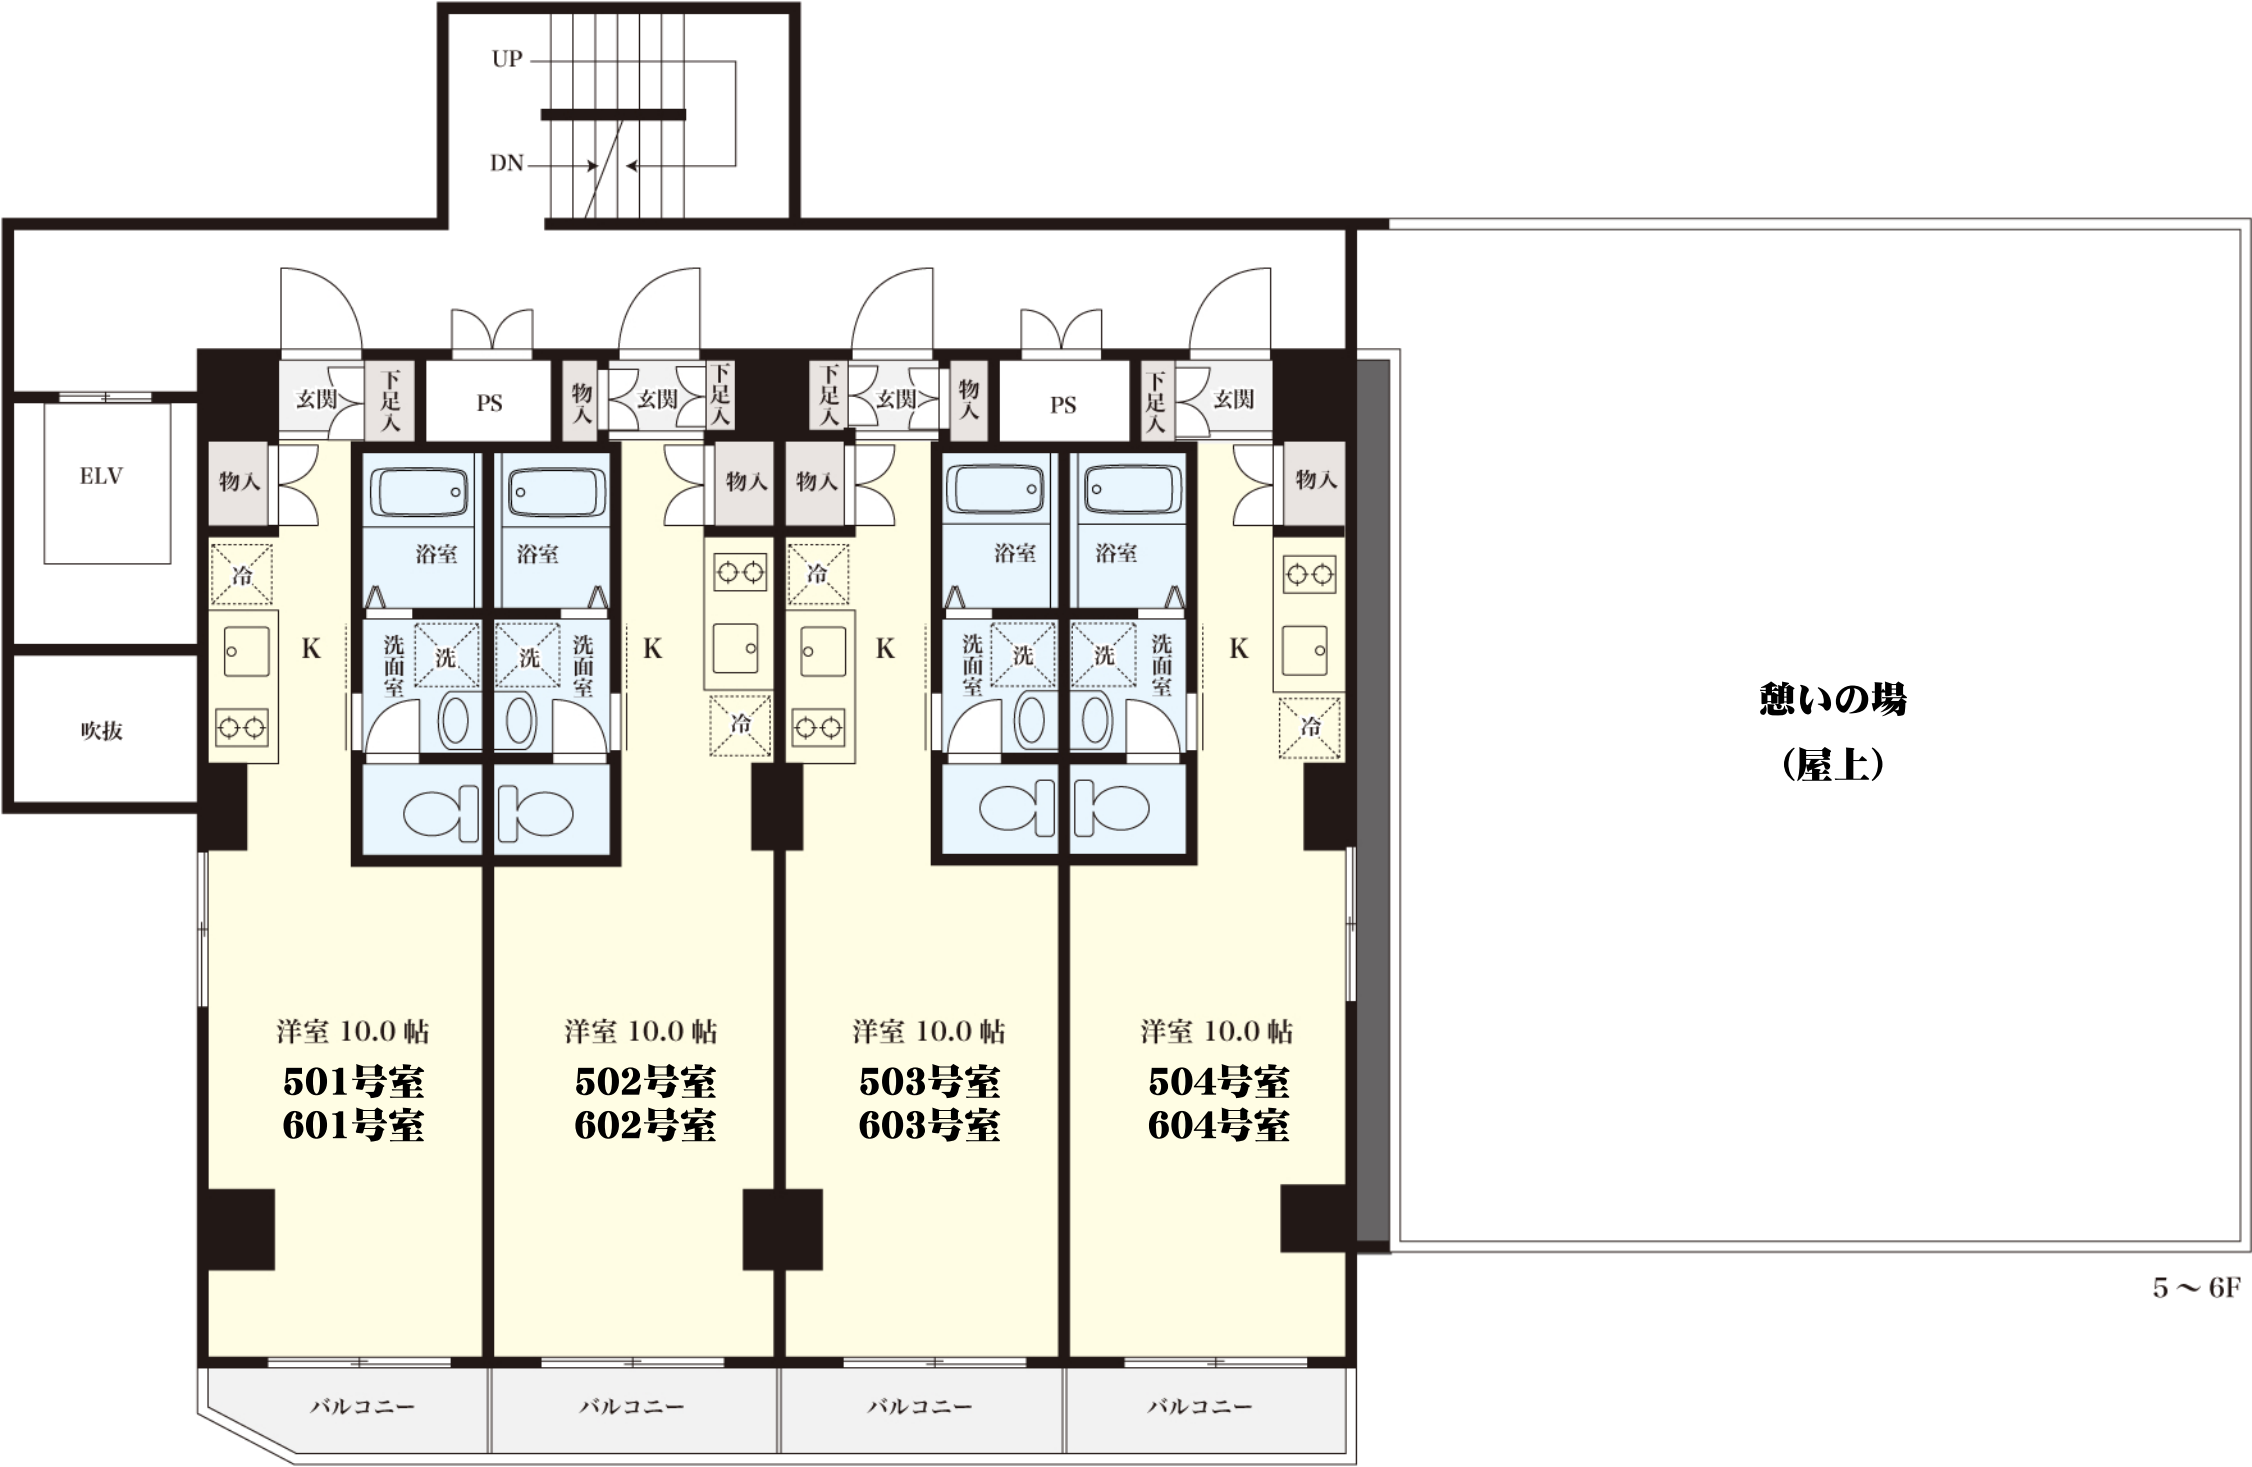 UP
DN
玄関
下足入
PS
物入
玄関
下足入
下足入
玄関
物入
PS
下足入
玄関
ELV
物入
物入
物入
物入
浴室
浴室
浴室
浴室
冷
冷
K
洗面室
洗
洗
洗面室
K
K
洗面室
洗
洗
洗面室
K
冷
冷
吹抜
憩いの場
（屋上）
洋室 10.0 帖
501号室
601号室
洋室 10.0 帖
502号室
602号室
洋室 10.0 帖
503号室
603号室
洋室 10.0 帖
504号室
604号室
5 〜 6F
バルコニー
バルコニー
バルコニー
バルコニー